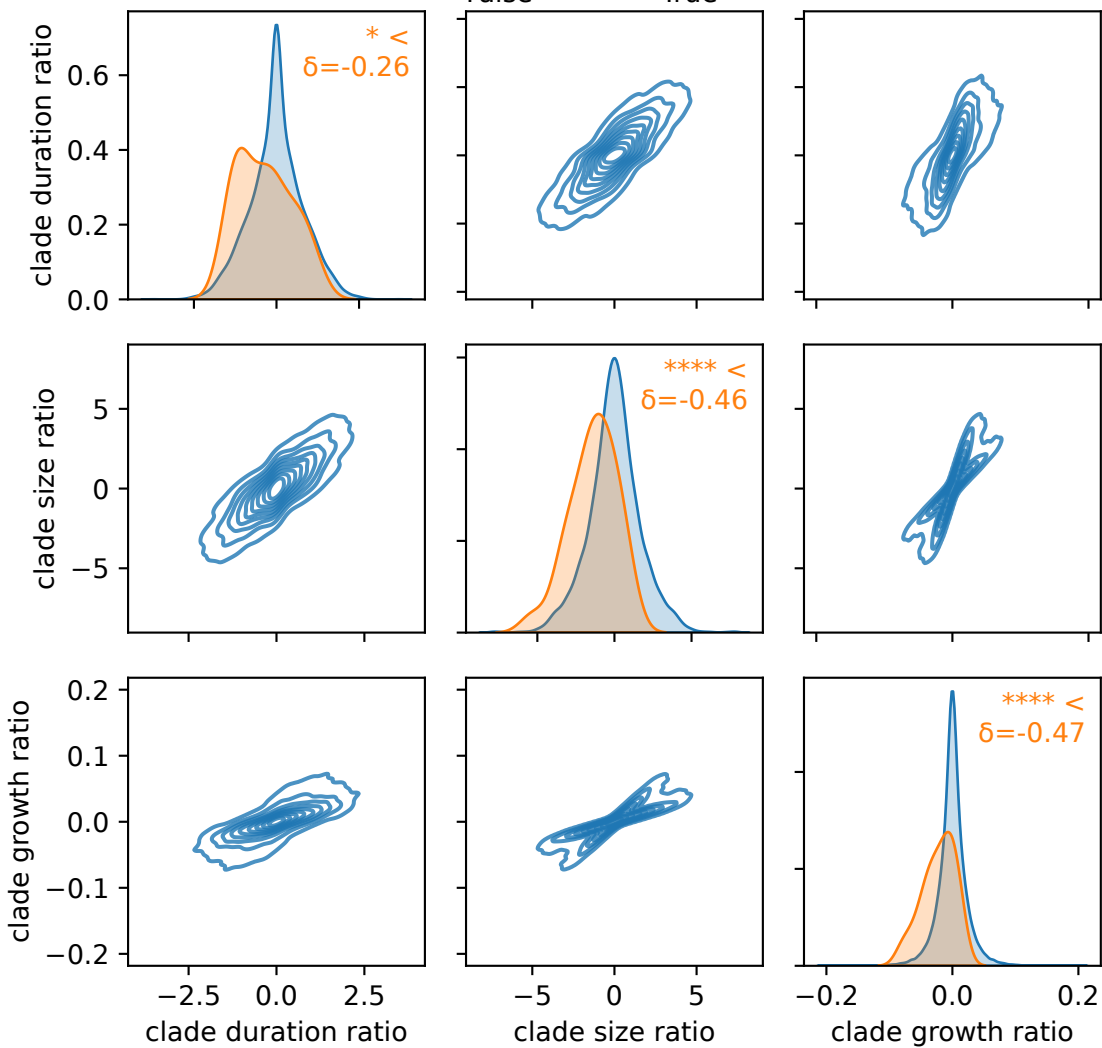 clade duration ratio
0.6
0.4
0.2
0.0
* <
δ=-0.26
clade size ratio
5
0
−5
**** <
δ=-0.46
clade growth ratio
0.2
0.1
0.0
−0.1
−0.2
**** <
δ=-0.47
−2.5 0.0 2.5
−5 0 5
−0.2 0.0 0.2
clade duration ratio
clade size ratio
clade growth ratio